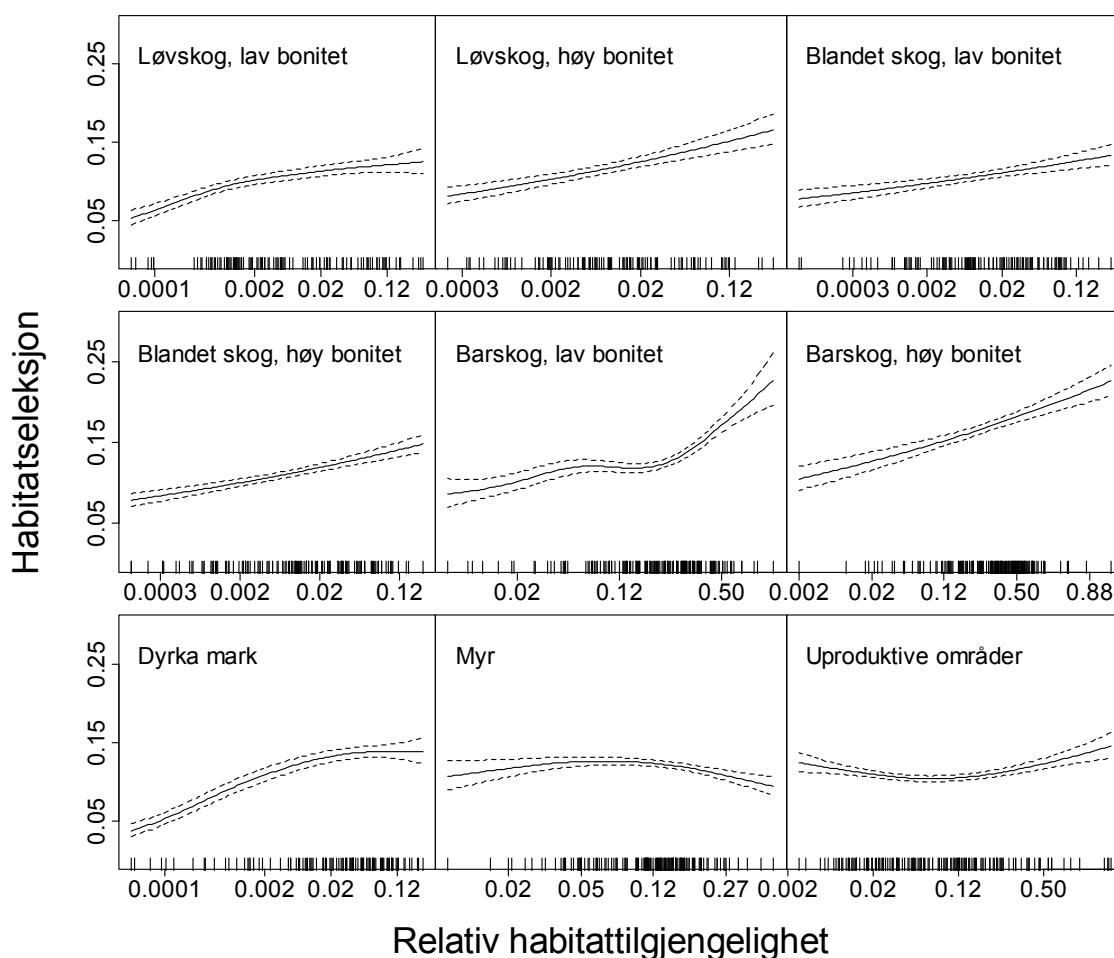 Habitatseleksjon
0.25
0.15
0.05
Løvskog, lav bonitet
Løvskog, høy bonitet
Blandet skog, lav bonitet
0.0001 0.002 0.02 0.12
0.0003 0.002 0.02 0.12
0.0003 0.002 0.02 0.12
0.25
0.15
0.05
Blandet skog, høy bonitet
Barskog, lav bonitet
Barskog, høy bonitet
0.0003 0.002 0.02 0.12
0.02 0.12 0.50
0.002 0.02 0.12 0.50 0.88
0.25
0.15
0.05
Dyrka mark
Myr
Uproduktive områder
0.0001 0.002 0.02 0.12
0.02 0.05 0.12 0.27
0.02 0.12 0.50
Relativ habitattilgjengelighet